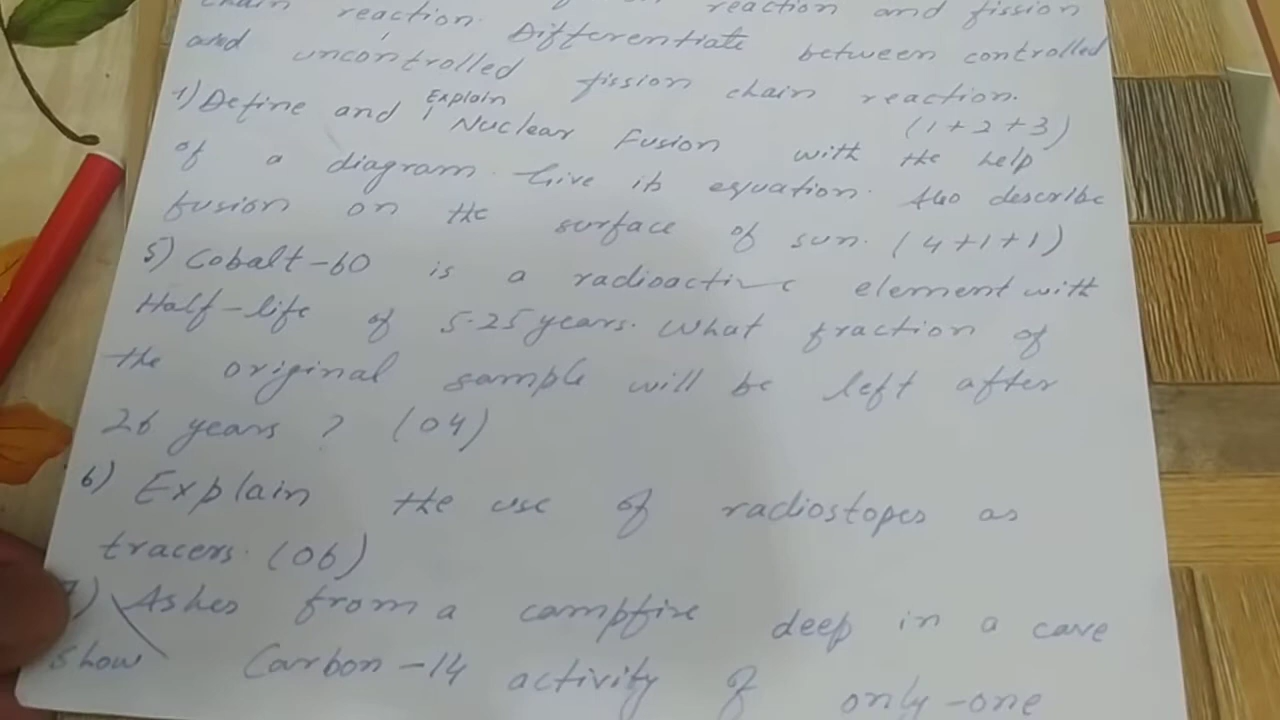 chain reaction. reaction and fission
and uncontrolled Differentiate between controlled
fission chain reaction.
(1+2+3)
1) Define and Explain Nuclear Fusion with the help
of a diagram. Give its equation. Also describe
fusion on the surface of sun. (4+1+1)
5) Cobalt-60 is a radioactive element with
Half-life of 5.25 years. What fraction of
the original sample will be left after
26 years ? (04)
6) Explain the use of radiostopes as
tracers. (06)
7) Ashes from a campfire deep in a cave
show Carbon-14 activity of only-one